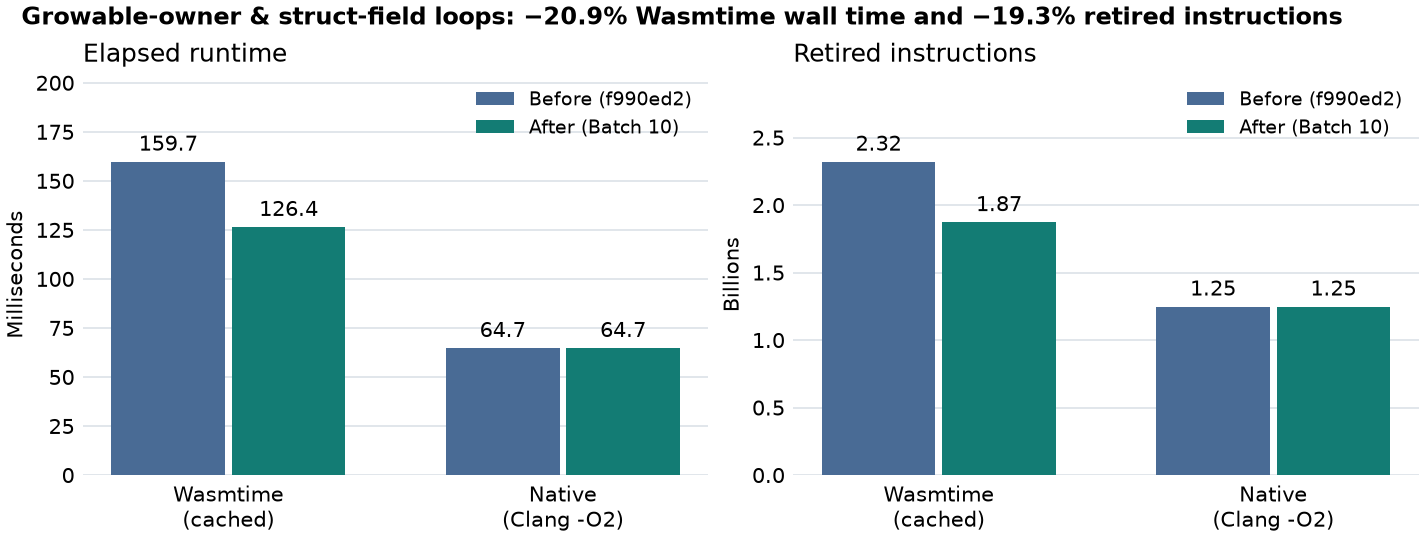 Growable-owner & struct-field loops: −20.9% Wasmtime wall time and −19.3% retired instructions
Elapsed runtime
Milliseconds
200
175
150
125
100
75
50
25
0
Before (f990ed2)
After (Batch 10)
159.7
126.4
64.7
64.7
Wasmtime
(cached)
Native
(Clang -O2)
Retired instructions
Billions
2.5
2.0
1.5
1.0
0.5
0.0
Before (f990ed2)
After (Batch 10)
2.32
1.87
1.25
1.25
Wasmtime
(cached)
Native
(Clang -O2)